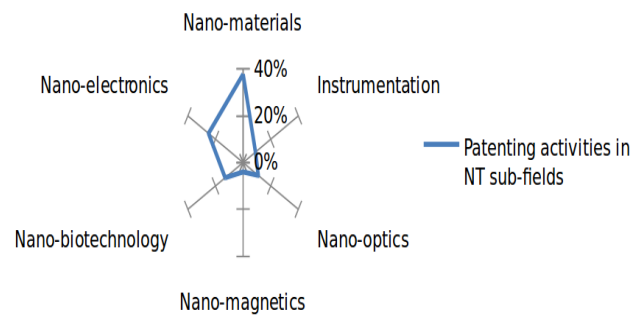 Nano-materials
40%
Nano-electronics
Instrumentation
20%
Patenting activities in
NT sub-fields
0%
Nano-biotechnology
Nano-optics
Nano-magnetics